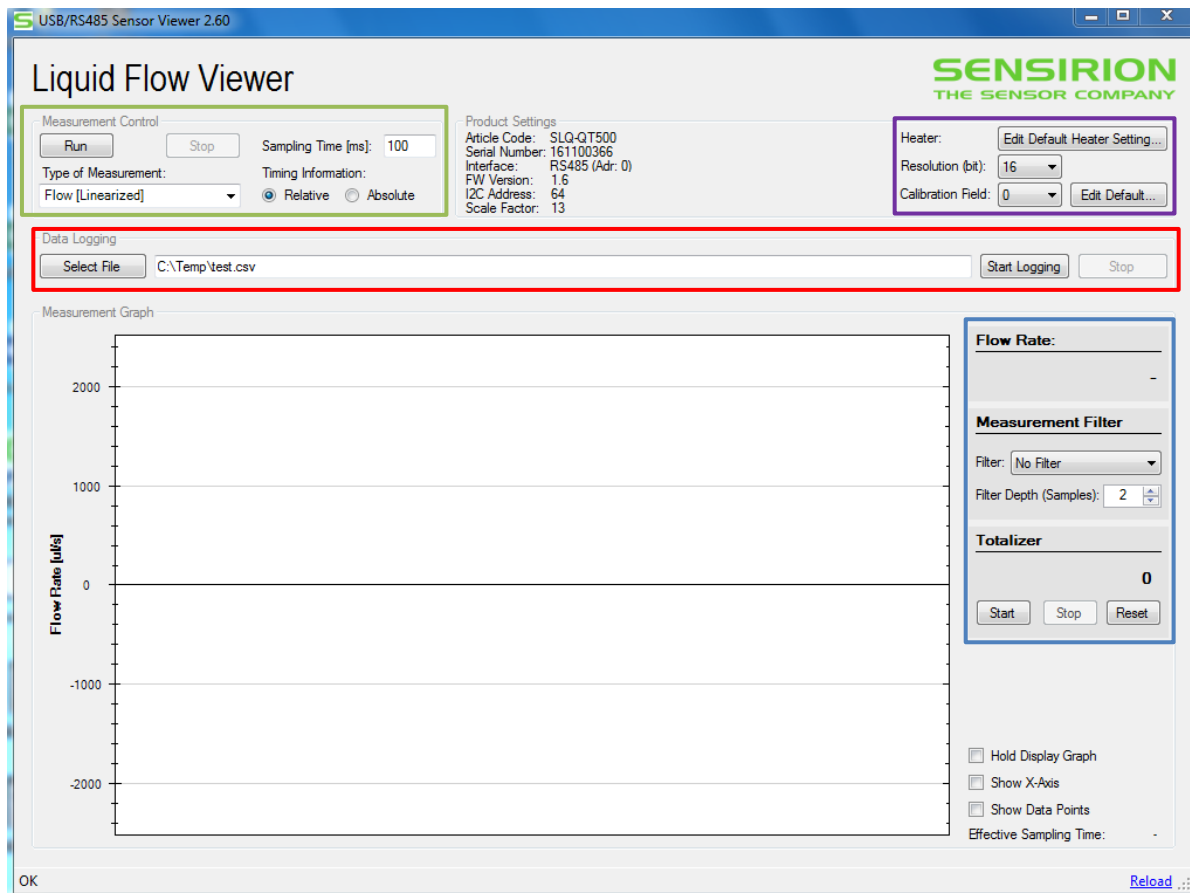 USB/RS485 Sensor Viewer 2.60
Liquid Flow Viewer
SENSIRION
THE SENSOR COMPANY
Measurement Control
Run
Stop
Sampling Time [ms]: 100
Type of Measurement:
Timing Information:
Flow [Linearized]
Relative
Absolute
Product Settings
Article Code: SLQ-QT500
Serial Number: 161100366
Interface: RS485 (Adr: 0)
FW Version: 1.6
I2C Address: 64
Scale Factor: 13
Heater: Edit Default Heater Setting...
Resolution (bit): 16
Calibration Field: 0 Edit Default...
Data Logging
Select File
C:\Temp\test.csv
Start Logging
Stop
Measurement Graph
Flow Rate [ul/s]
2000
1000
0
-1000
-2000
Flow Rate:
-
Measurement Filter
Filter: No Filter
Filter Depth (Samples): 2
Totalizer
0
Start
Stop
Reset
Hold Display Graph
Show X-Axis
Show Data Points
Effective Sampling Time: -
OK
Reload